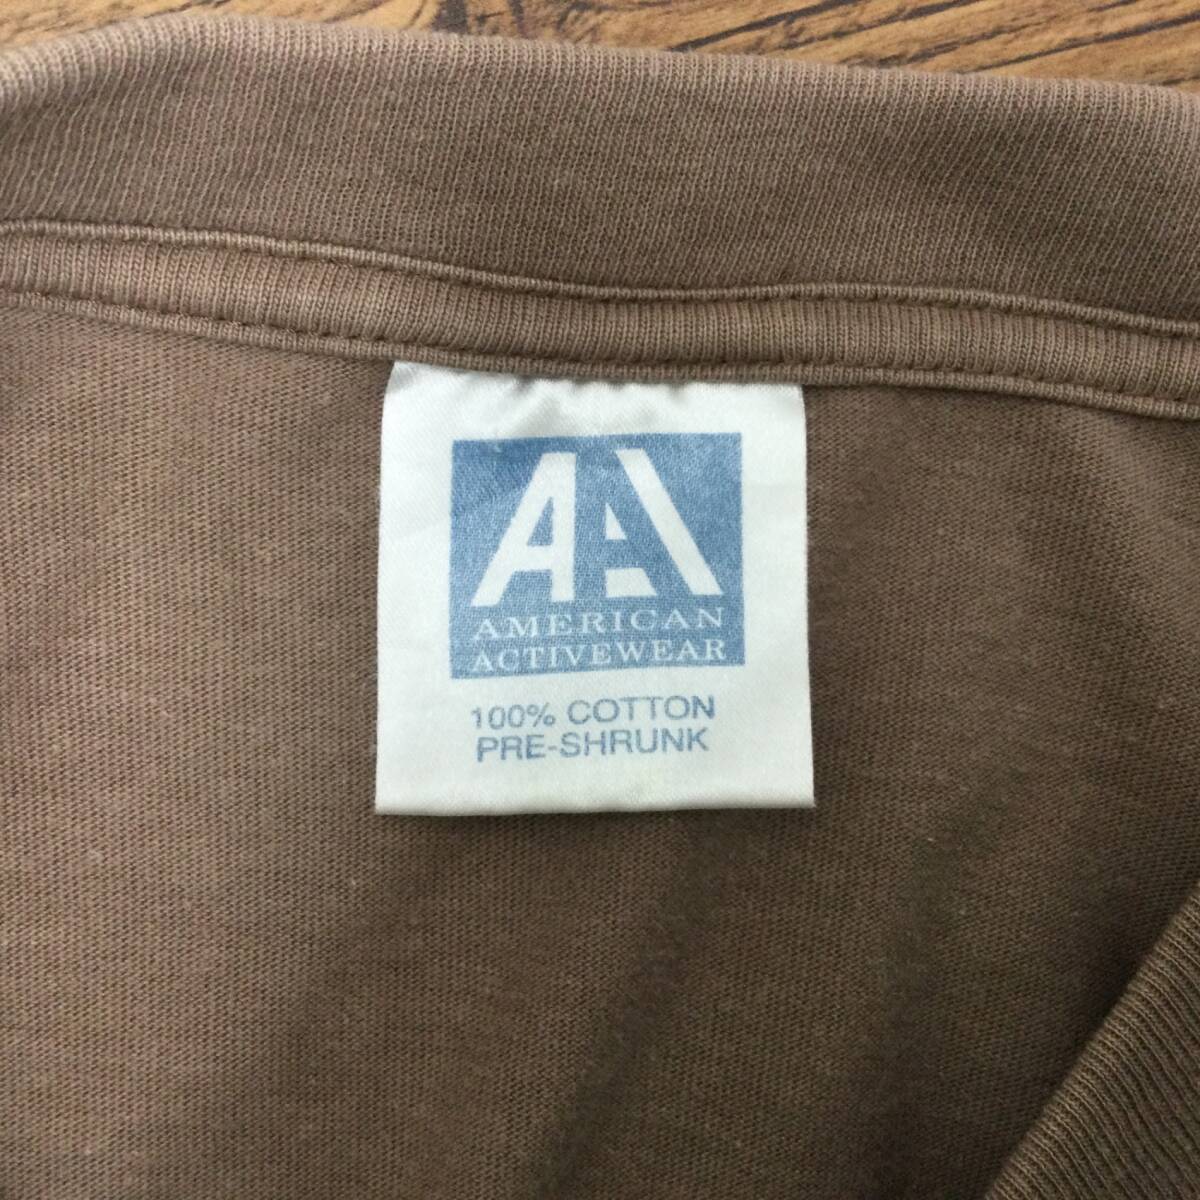 AA
AMERICAN
ACTIVEWEAR
100% COTTON
PRE-SHRUNK